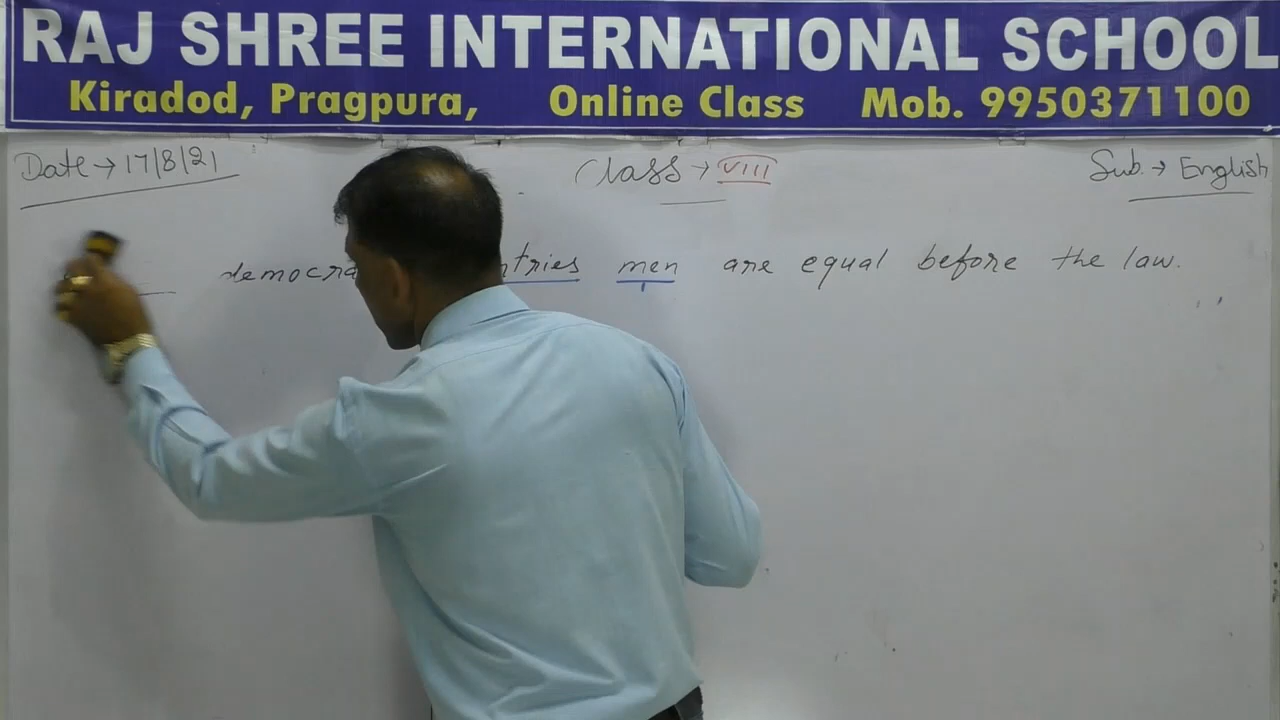 RAJ SHREE INTERNATIONAL SCHOOL
Kiradod, Pragpura, Online Class Mob. 9950371100
Date → 17/8/21 Class → VIII Sub. → English
men are equal before the law.